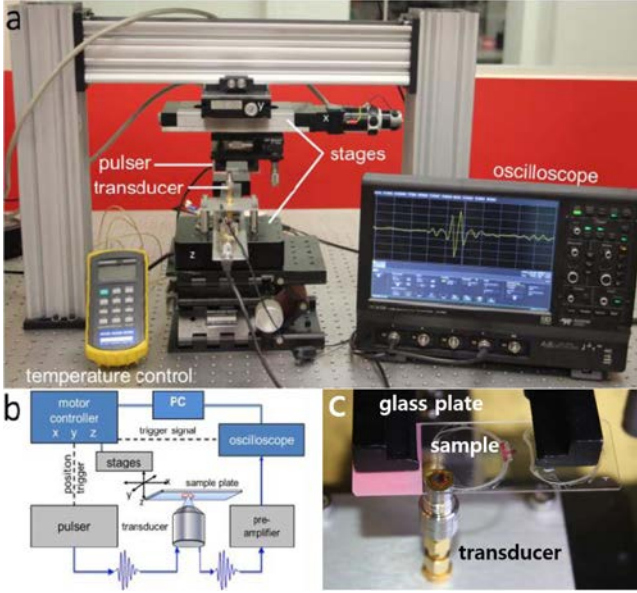 a
y
x
pulser
transducer
stages
oscilloscope
z
temperature control
b
motor
controller
x y z
PC
trigger signal
oscilloscope
position
trigger
stages
x
y
z
sample plate
pulser
transducer
pre-
amplifier
c
glass plate
sample
transducer